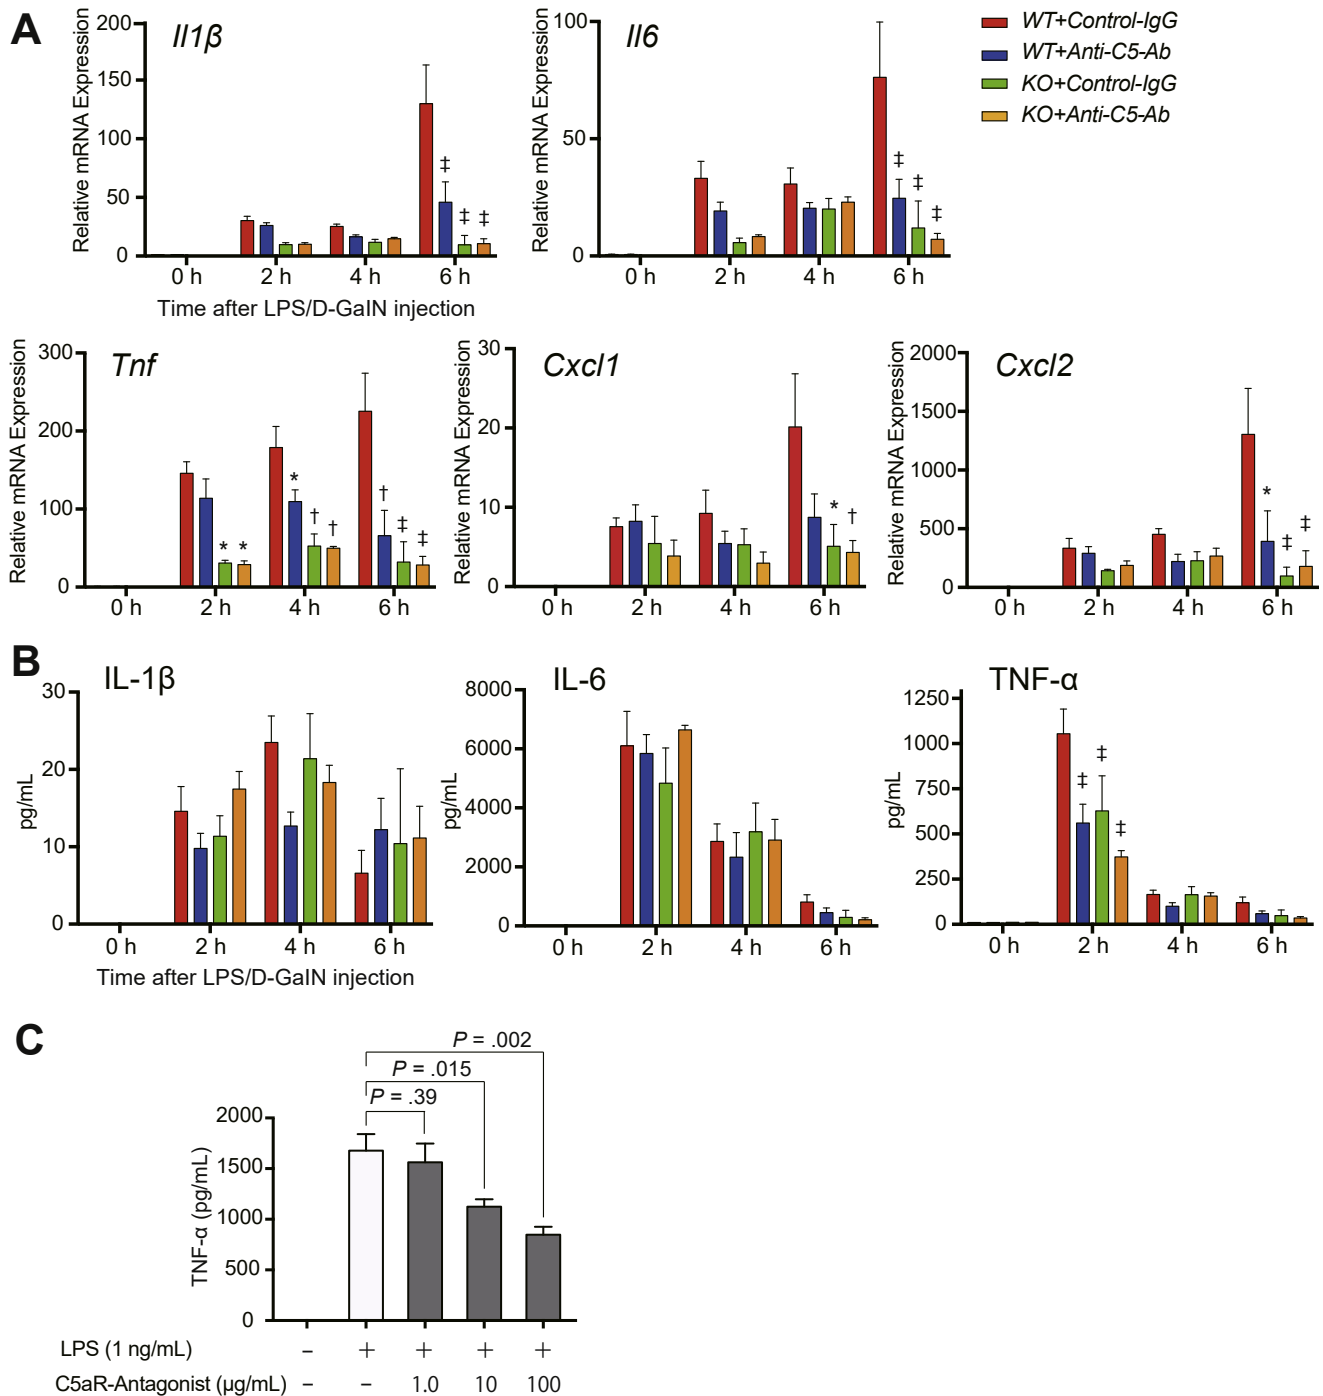 A
Il1β
Relative mRNA Expression
200
150
100
50
0
‡
‡
‡
0 h
2 h
4 h
6 h
Time after LPS/D-GalN injection
Il6
Relative mRNA Expression
100
50
0
‡
‡
‡
0 h
2 h
4 h
6 h
WT+Control-IgG
WT+Anti-C5-Ab
KO+Control-IgG
KO+Anti-C5-Ab
Tnf
Relative mRNA Expression
300
200
100
0
* *
*
†
†
†
‡
‡
0 h
2 h
4 h
6 h
Cxcl1
Relative mRNA Expression
30
20
10
0
*
†
0 h
2 h
4 h
6 h
Cxcl2
Relative mRNA Expression
2000
1500
1000
500
0
*
‡
‡
0 h
2 h
4 h
6 h
B
IL-1β
pg/mL
30
20
10
0
0 h
2 h
4 h
6 h
Time after LPS/D-GalN injection
IL-6
pg/mL
8000
6000
4000
2000
0
0 h
2 h
4 h
6 h
TNF-α
pg/mL
1250
1000
750
500
250
0
‡
‡
‡
0 h
2 h
4 h
6 h
C
P = .002
P = .015
P = .39
TNF-α (pg/mL)
2000
1500
1000
500
0
LPS (1 ng/mL) – + + + +
C5aR-Antagonist (µg/mL) – – 1.0 10 100